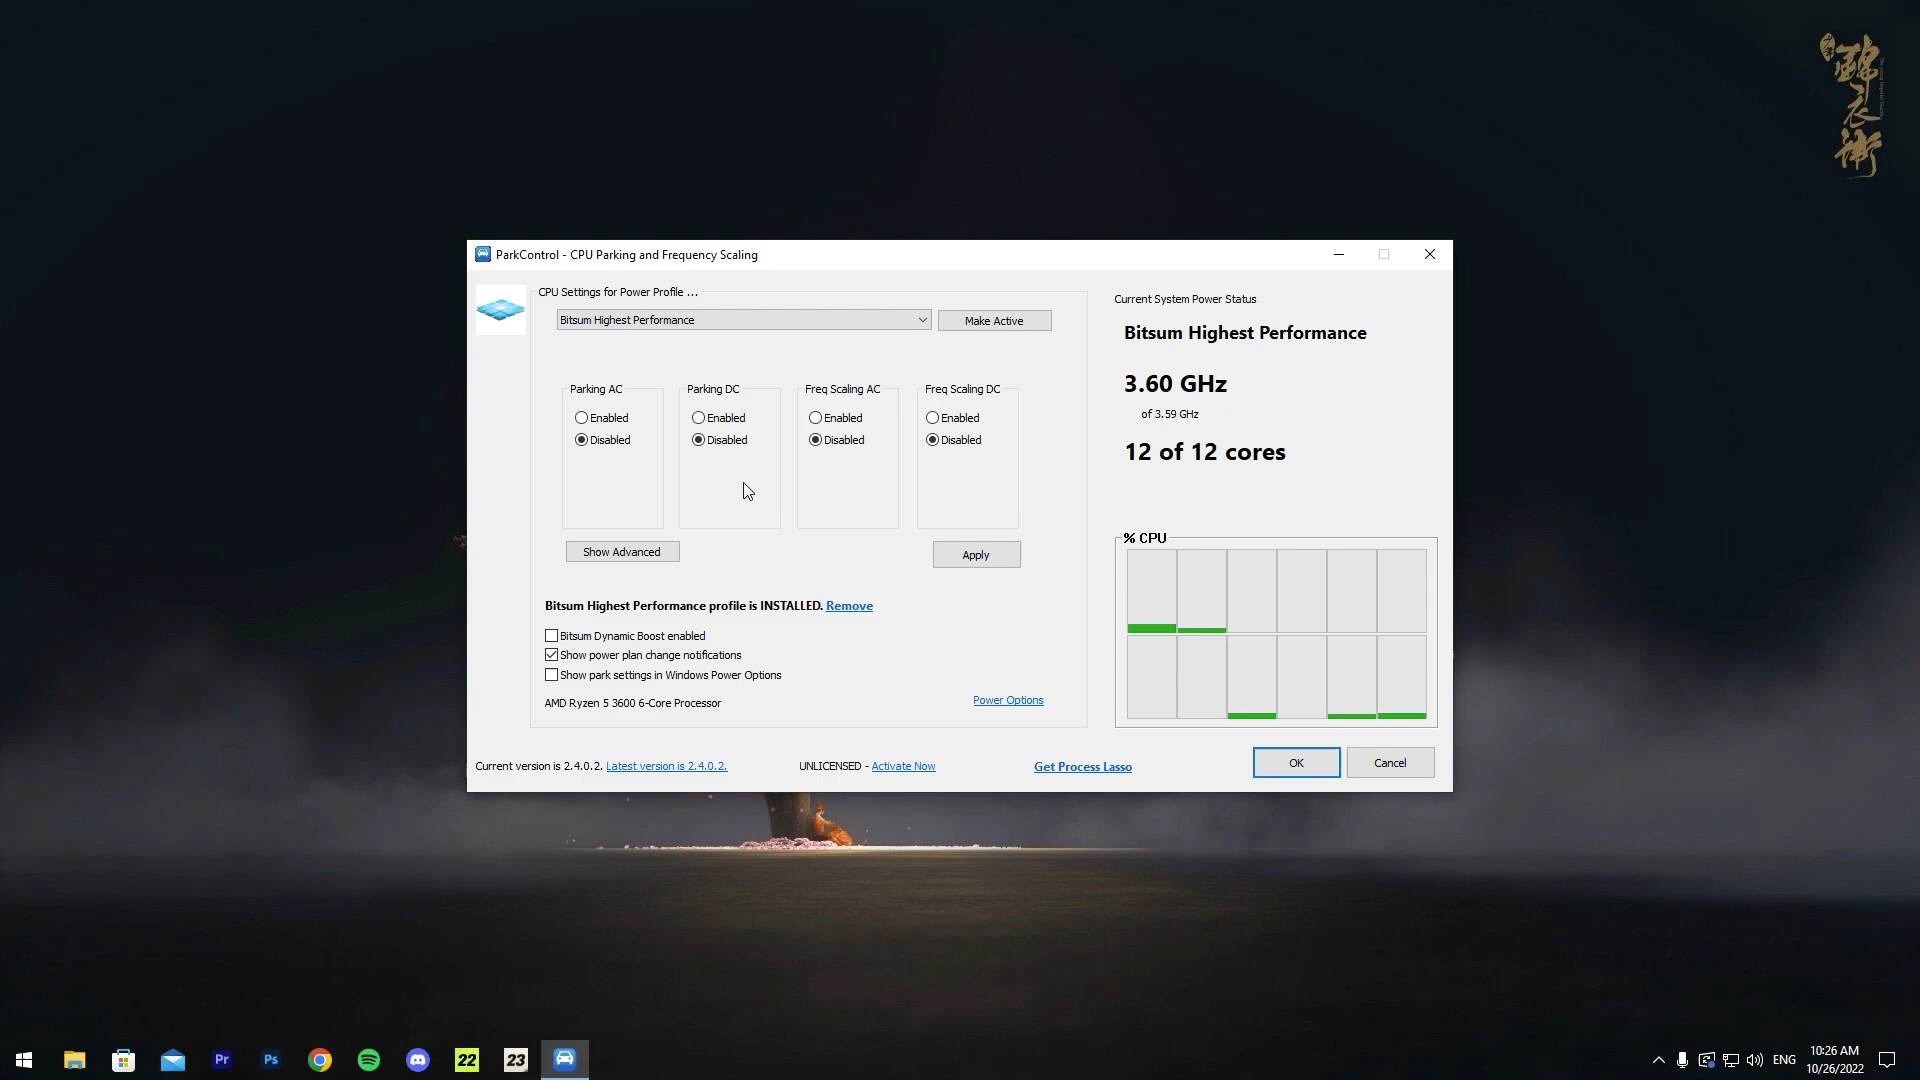 錦衣衛
ParkControl - CPU Parking and Frequency Scaling
CPU Settings for Power Profile ...
Bitsum Highest Performance
Make Active
Parking AC
Enabled
Disabled
Parking DC
Enabled
Disabled
Freq Scaling AC
Enabled
Disabled
Freq Scaling DC
Enabled
Disabled
Show Advanced
Apply
Bitsum Highest Performance profile is INSTALLED. Remove
Bitsum Dynamic Boost enabled
Show power plan change notifications
Show park settings in Windows Power Options
AMD Ryzen 5 3600 6-Core Processor
Power Options
Current System Power Status
Bitsum Highest Performance
3.60 GHz
of 3.59 GHz
12 of 12 cores
% CPU
Current version is 2.4.0.2. Latest version is 2.4.0.2.
UNLICENSED - Activate Now
Get Process Lasso
OK
Cancel
Pr
Ps
22
23
ENG
10:26 AM
10/26/2022